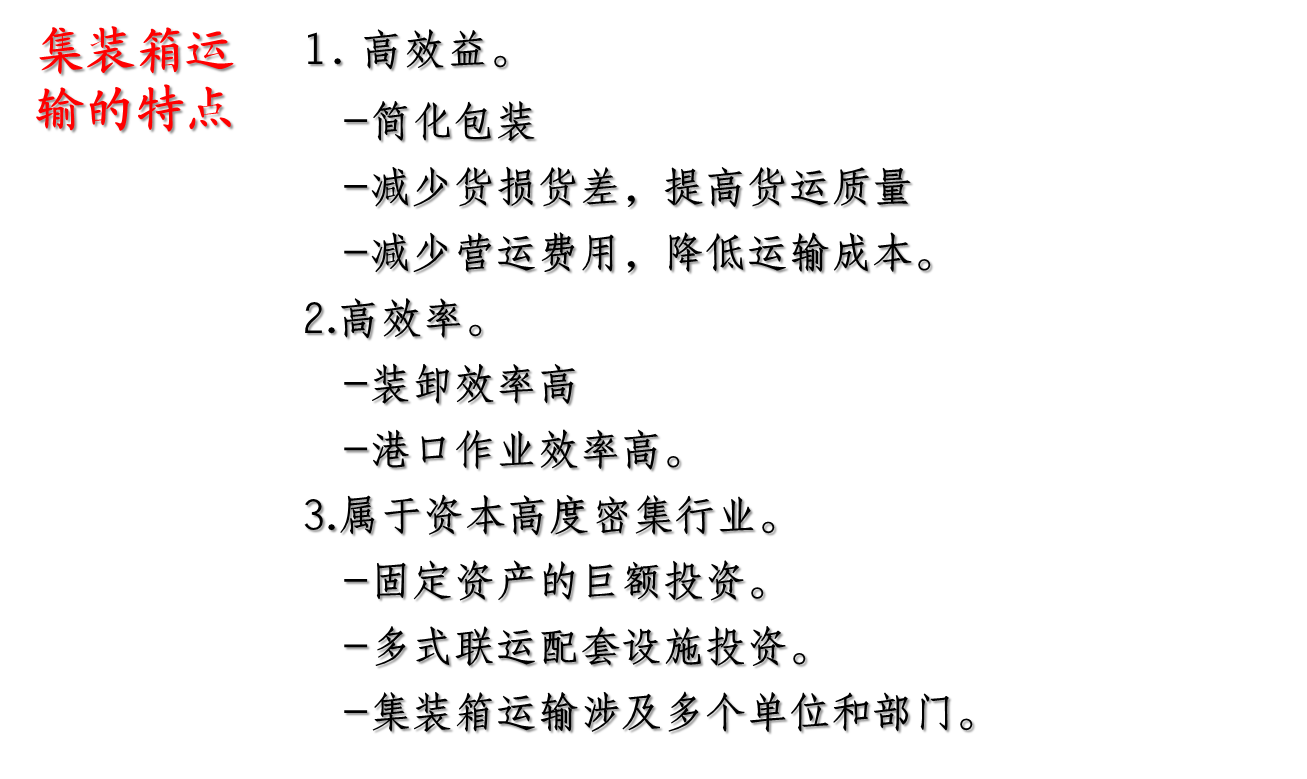 集装箱运
输的特点
1. 高效益。
–简化包装
–减少货损货差，提高货运质量
–减少营运费用，降低运输成本。
2.高效率。
–装卸效率高
–港口作业效率高。
3.属于资本高度密集行业。
–固定资产的巨额投资。
–多式联运配套设施投资。
–集装箱运输涉及多个单位和部门。